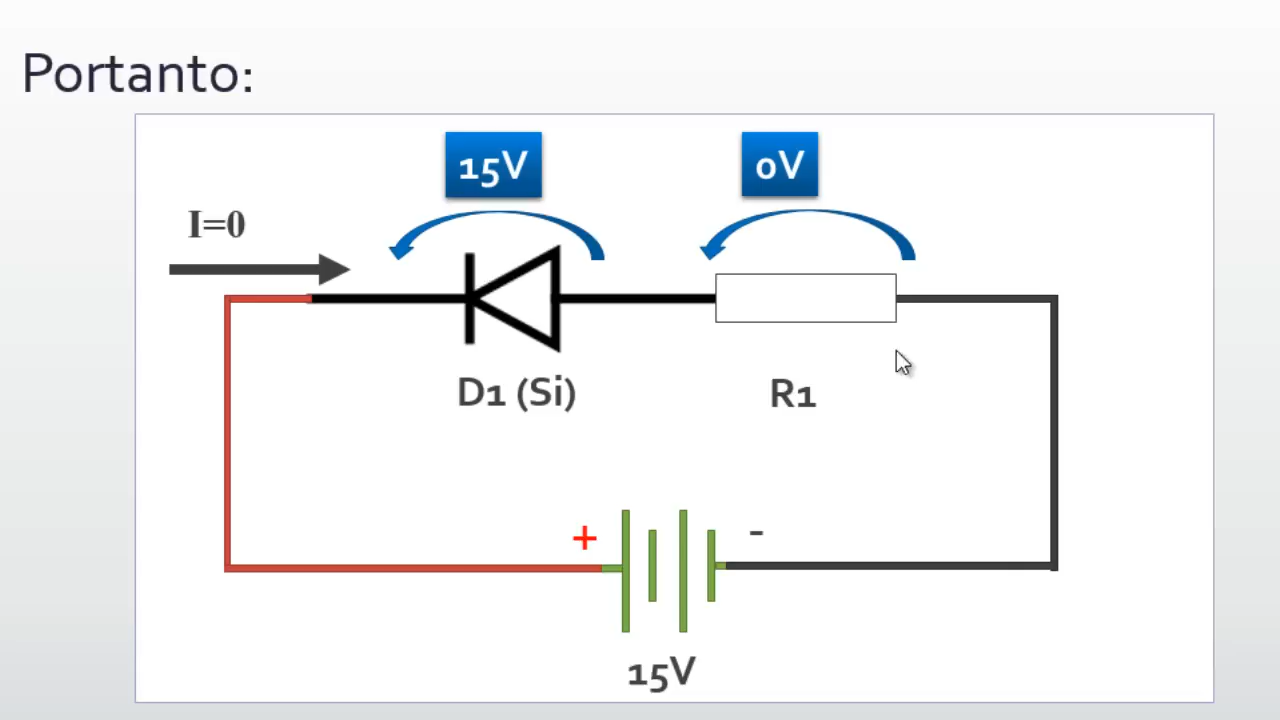 Portanto:
15V
0V
I=0
D1 (Si)
R1
+
-
15V